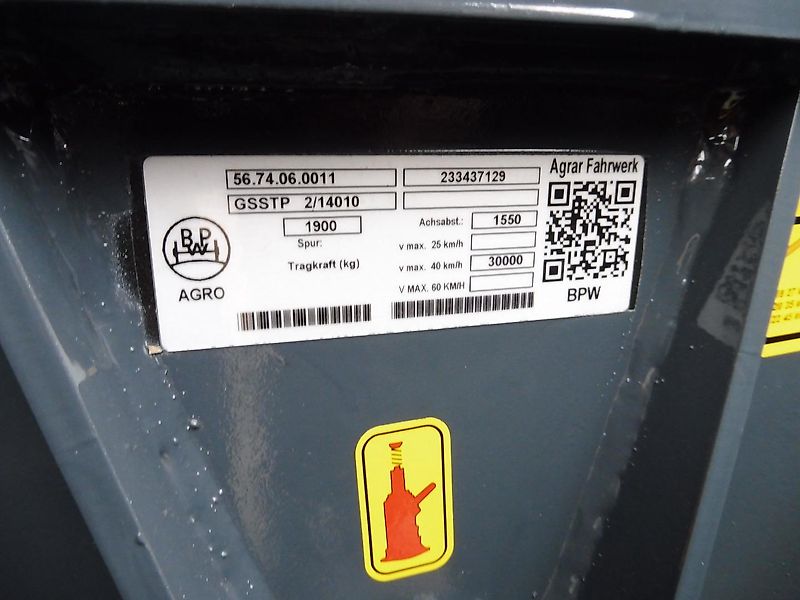 56.74.06.0011 233437129 Agrar Fahrwerk
GSSTP 2/14010
1900 Achsabst.: 1550
Spur: v max. 25 km/h
Tragkraft (kg) v max. 40 km/h 30000
V MAX. 60 KM/H
BPW
AGRO
BPW